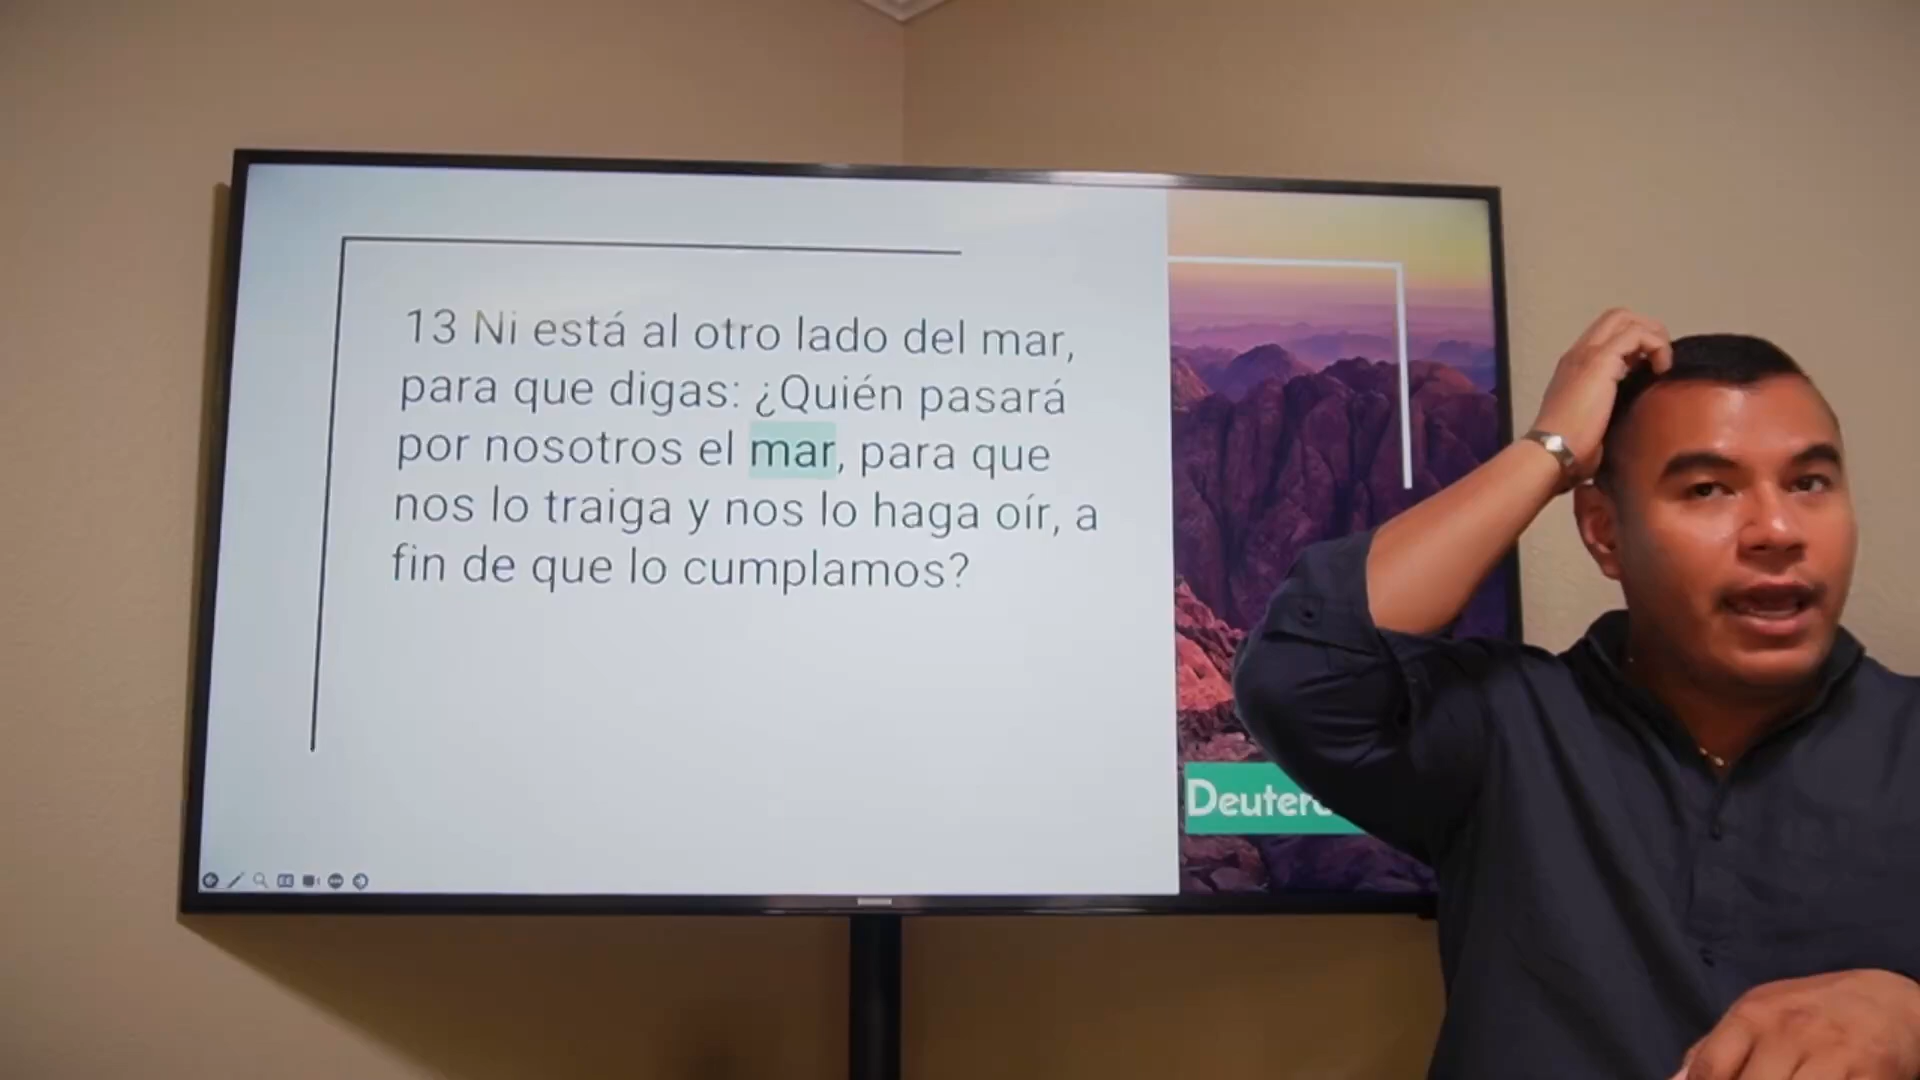 13 Ni está al otro lado del mar,
para que digas: ¿Quién pasará
por nosotros el mar, para que
nos lo traiga y nos lo haga oír, a
fin de que lo cumplamos?